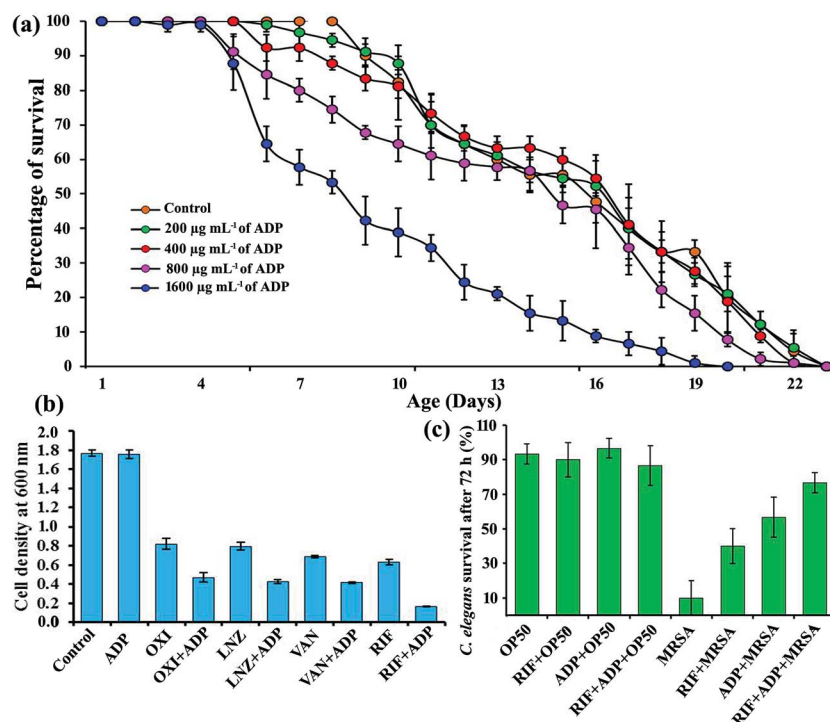 (a)
Percentage of survival
100
90
80
70
60
50
40
30
20
10
0
Control
200 µg mL-1 of ADP
400 µg mL-1 of ADP
800 µg mL-1 of ADP
1600 µg mL-1 of ADP
1 4 7 10 13 16 19 22
Age (Days)
(b)
Cell density at 600 nm
2.0
1.8
1.6
1.4
1.2
1.0
0.8
0.6
0.4
0.2
0.0
Control ADP OXI OXI+ADP LNZ LNZ+ADP VAN VAN+ADP RIF RIF+ADP
(c)
C. elegans survival after 72 h (%)
110
90
70
50
30
10
OP50 RIF+OP50 ADP+OP50 RIF+ADP+OP50 MRSA RIF+MRSA ADP+MRSA RIF+ADP+MRSA